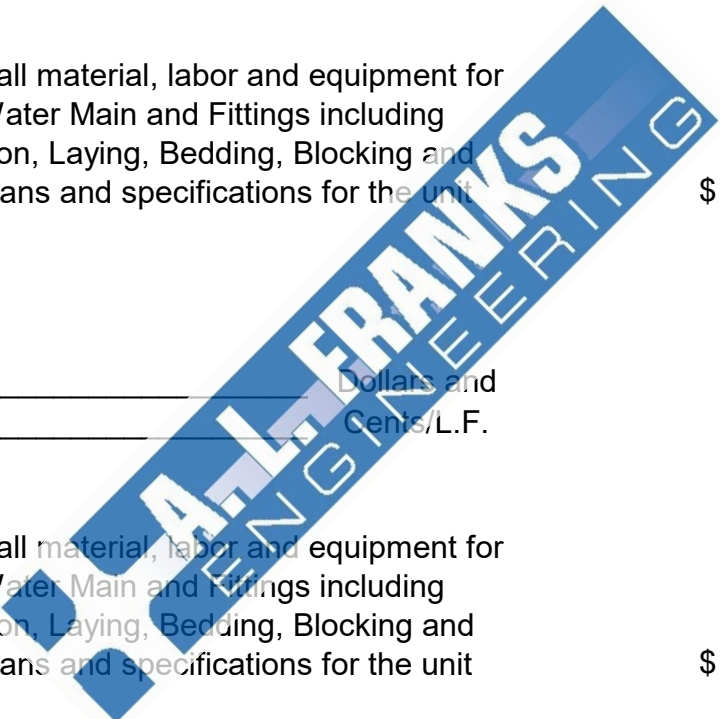 all material, labor and equipment for
Water Main and Fittings including
on, Laying, Bedding, Blocking and
ans and specifications for the unit $
Dollars and
Cents/L.F.
A.L. FRANKS
ENGINEERING
all material, labor and equipment for
Water Main and Fittings including
on, Laying, Bedding, Blocking and
ans and specifications for the unit $